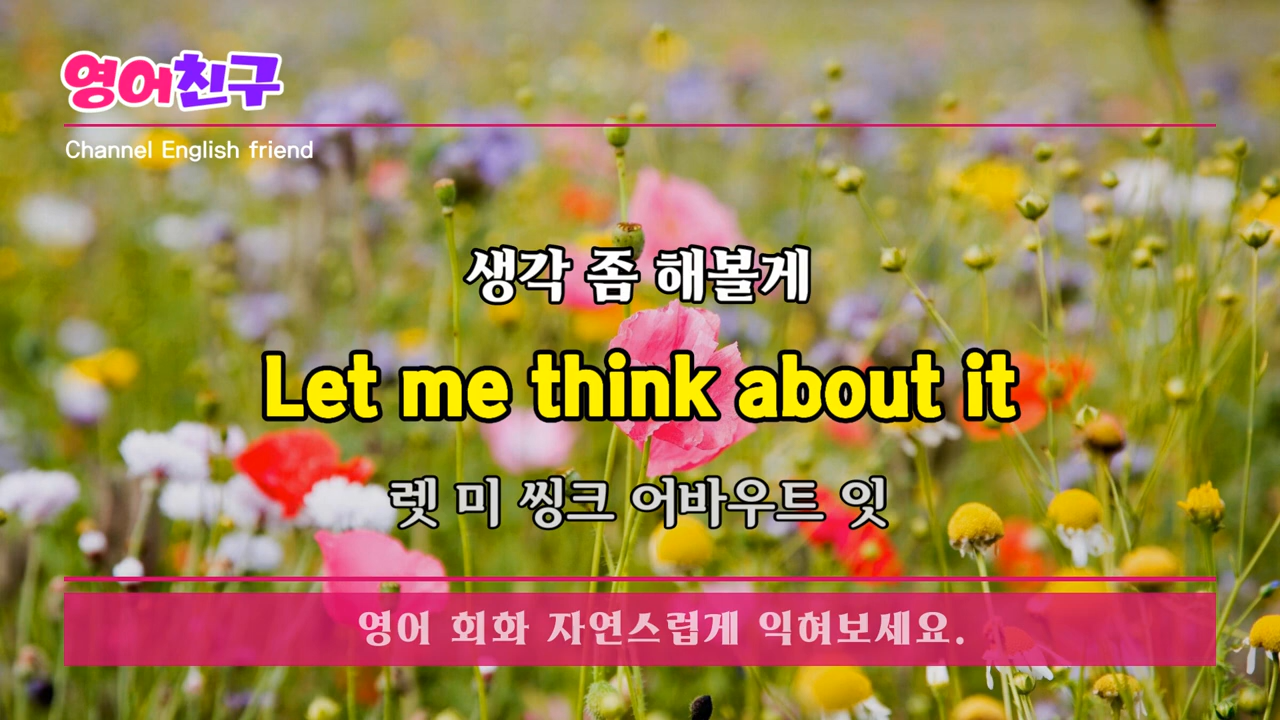 영어친구
Channel English friend
생각 좀 해볼게
Let me think about it
렛 미 씽크 어바우트 잇
영어 회화 자연스럽게 익혀보세요.